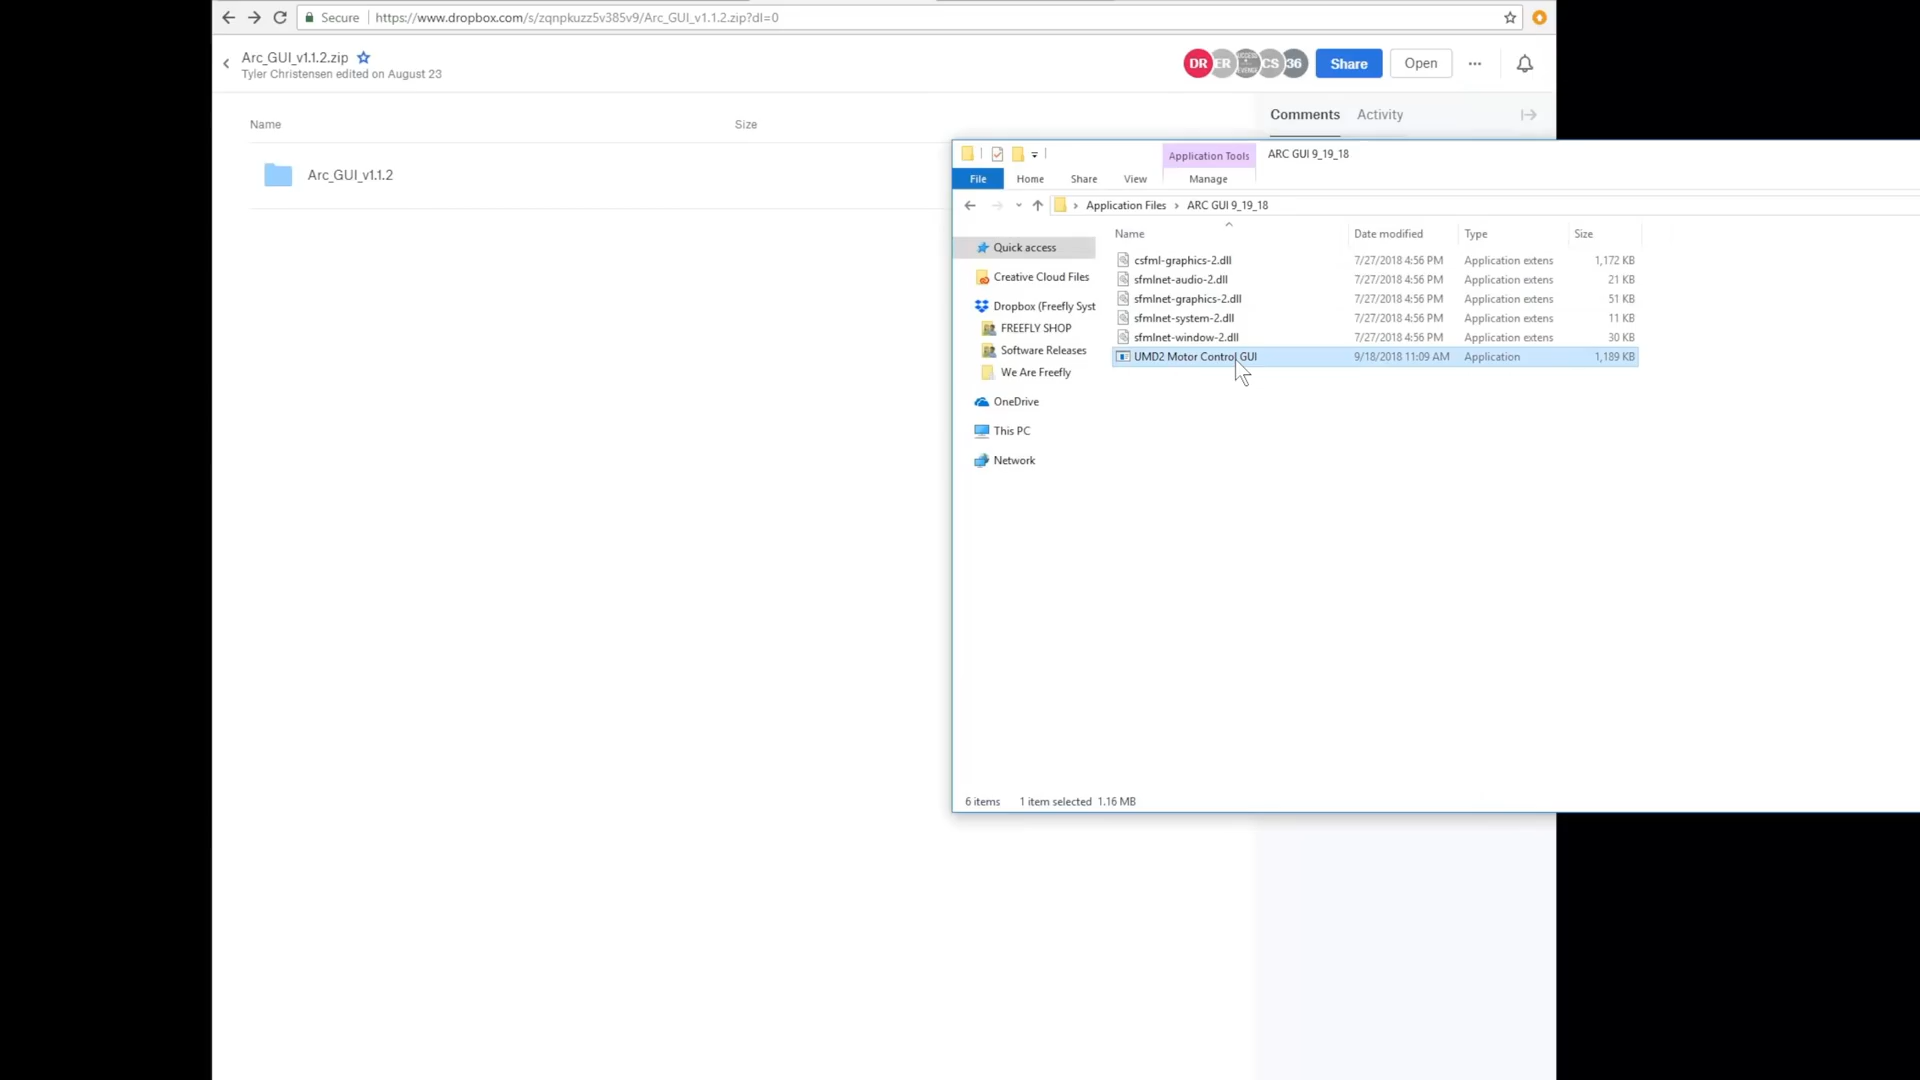 Secure https://www.dropbox.com/s/zqnpkuzz5v385v9/Arc_GUI_v1.1.2.zip?dl=0
Arc_GUI_v1.1.2.zip
Tyler Christensen edited on August 23
DR ER CS 36 Share Open
Comments Activity
Name Size
Arc_GUI_v1.1.2
Application Tools ARC GUI 9_19_18
File Home Share View Manage
Application Files ARC GUI 9_19_18
Name Date modified Type Size
Quick access
Creative Cloud Files
Dropbox (Freefly Syst
FREEFLY SHOP
Software Releases
We Are Freefly
OneDrive
This PC
Network
csfml-graphics-2.dll 7/27/2018 4:56 PM Application extens 1,172 KB
sfmlnet-audio-2.dll 7/27/2018 4:56 PM Application extens 21 KB
sfmlnet-graphics-2.dll 7/27/2018 4:56 PM Application extens 51 KB
sfmlnet-system-2.dll 7/27/2018 4:56 PM Application extens 11 KB
sfmlnet-window-2.dll 7/27/2018 4:56 PM Application extens 30 KB
UMD2 Motor Control GUI 9/18/2018 11:09 AM Application 1,189 KB
6 items 1 item selected 1.16 MB